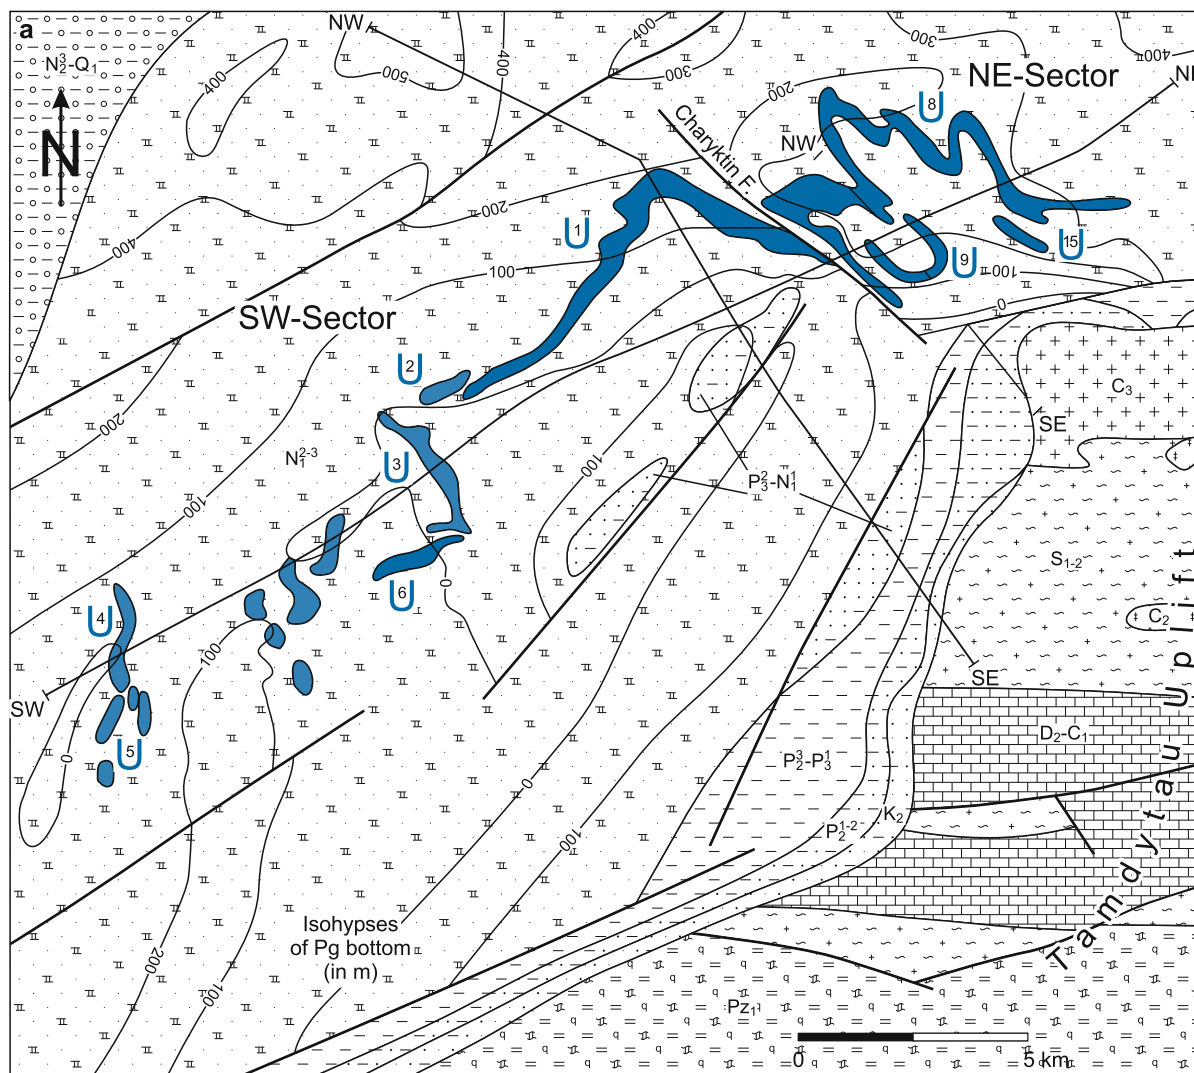 a
NW
400
300
400
N₂³-Q₁
400
500
400
300
NE-Sector
NE
200
U 8
N
Charyktin F.
NW
200
400
U 1
U 15
U 9
100
100
0
SW-Sector
U 2
C₃
200
SE
N₁²⁻³
U 3
100
P₃²-N₁¹
100
S₁₋₂
U 6
0
U 4
C₂
100
SE
SW
U 5
0
D₂-C₁
P₂³-P₃¹
0
K₂
P₂¹⁻²
100
Tamdytau Uplift
Isohypses
of Pg bottom
(in m)
200
100
Pz₁
0
5 km